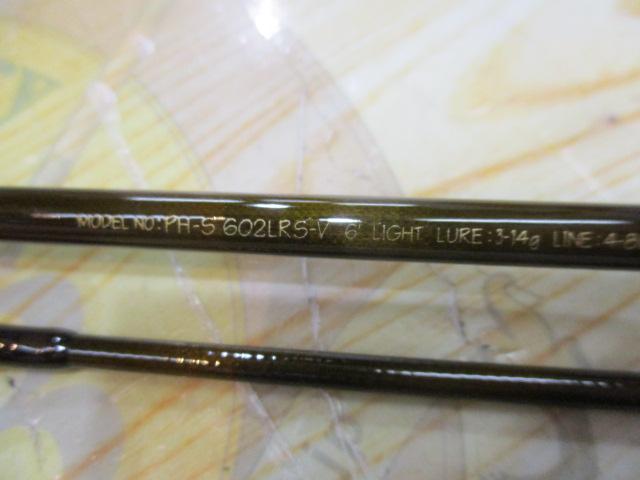 MODEL NO.:PA-S 602LRS-V 6' LIGHT LURE:3-14g LINE:4-8